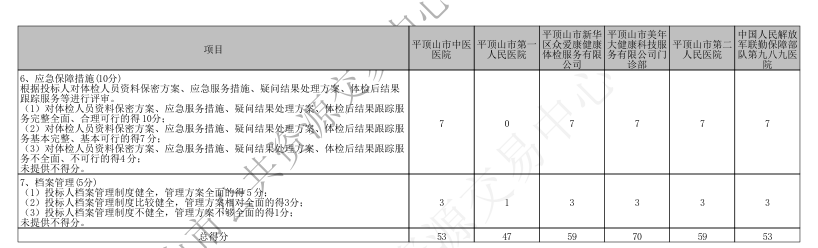 项目
平顶山市中医
医院
平顶山市第一
人民医院
平顶山市新华
区众爱康健康
体检服务有限
公司
平顶山市美年
大健康科技服
务有限公司门
诊部
平顶山市第二
人民医院
中国人民解放
军联勤保障部
队第九八九医
院
6、应急保障措施(10分)
根据投标人对体检人员资料保密方案、应急服务措施、疑问结果处理方案、体检后结果
跟踪服务等进行评审。
（1）对体检人员资料保密方案、应急服务措施、疑问结果处理方案、体检后结果跟踪服
务完整全面、合理可行的得10分；
（2）对体检人员资料保密方案、应急服务措施、疑问结果处理方案、体检后结果跟踪服
务基本完整、基本可行的得7分；
（3）对体检人员资料保密方案、应急服务措施、疑问结果处理方案、体检后结果跟踪服
务不全面、不可行的得4分；
未提供不得分。
7 0 7 7 7 7
7、档案管理(5分)
（1）投标人档案管理制度健全，管理方案全面的得5分；
（2）投标人档案管理制度比较健全，管理方案相对全面的得3分；
（3）投标人档案管理制度不健全，管理方案不够全面的得1分；
未提供不得分。
3 1 3 3 3 3
总得分 53 47 59 70 59 53
山市公共资源交易中心
源交易中心